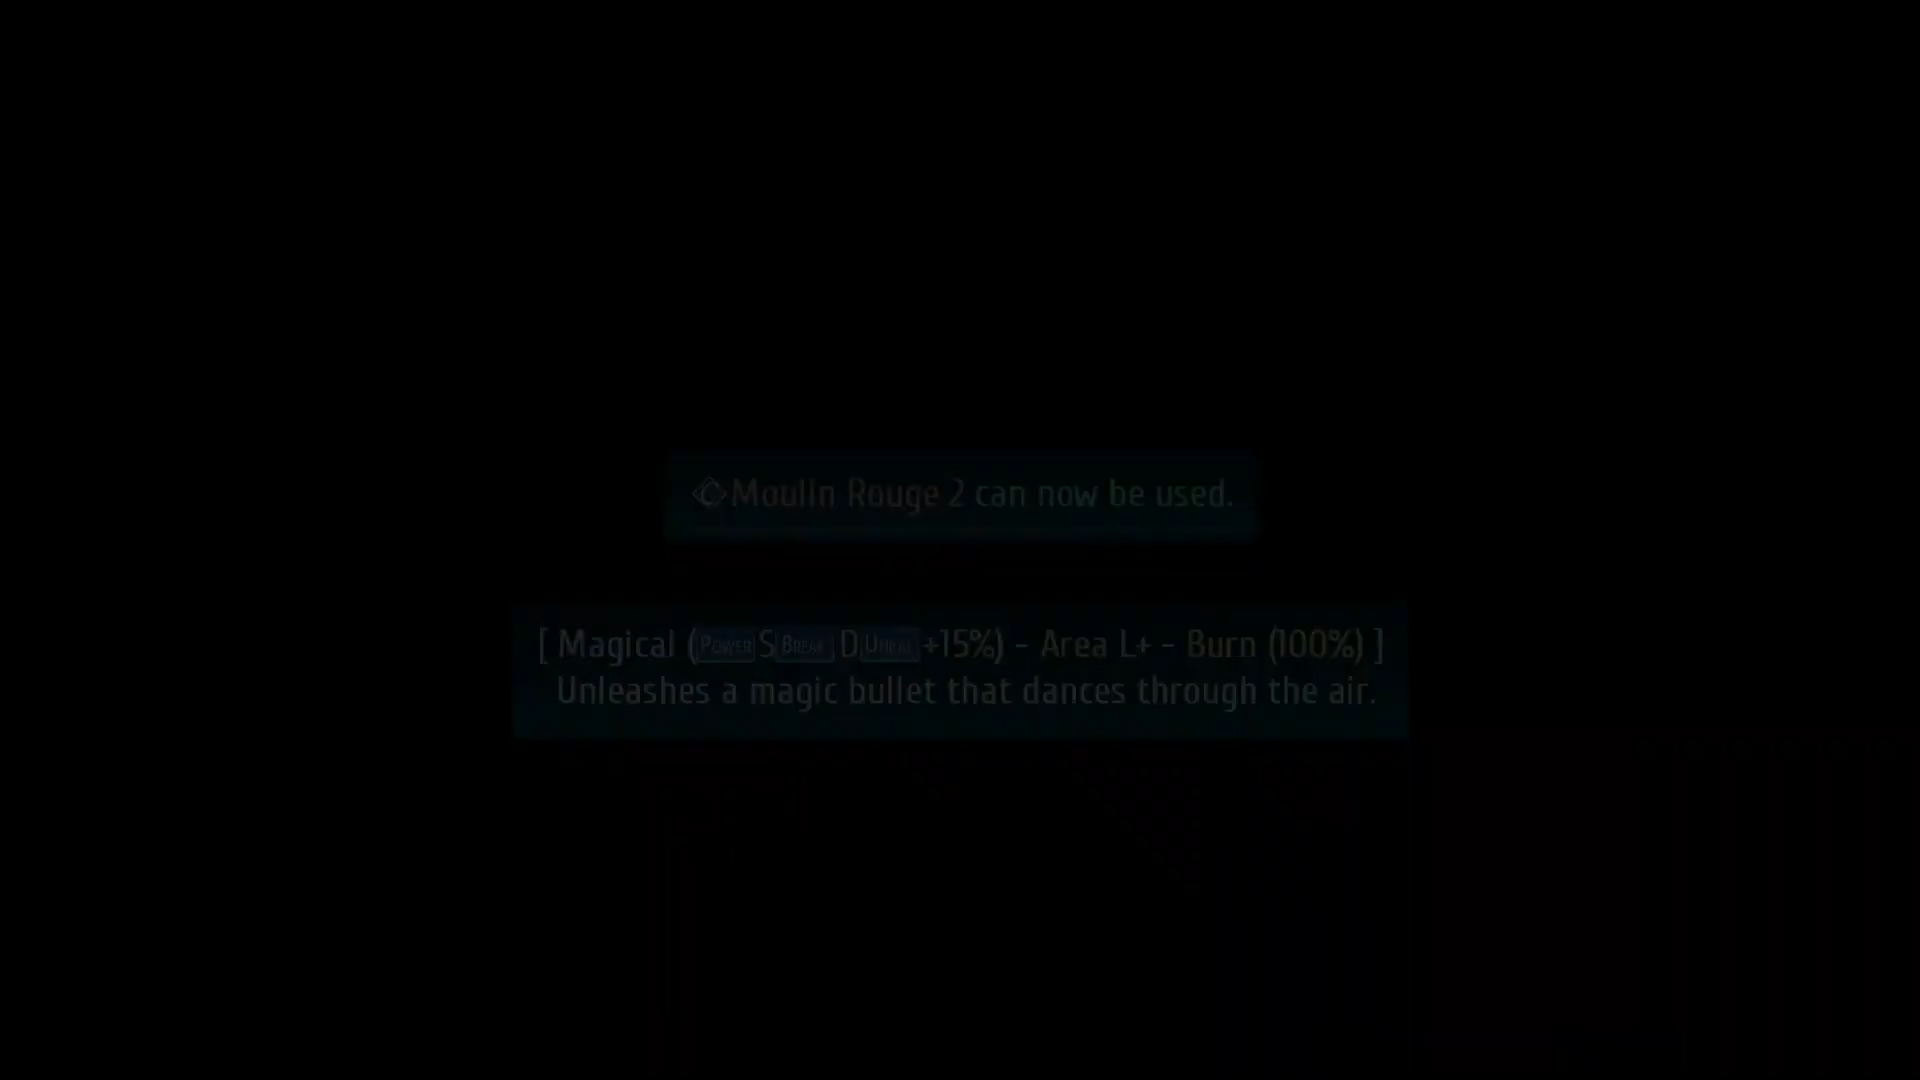 Moulin Rouge 2 can now be used.
[ Magical (POWER S BREAK D UNBAL +15%) - Area L+ - Burn (100%) ]
Unleashes a magic bullet that dances through the air.